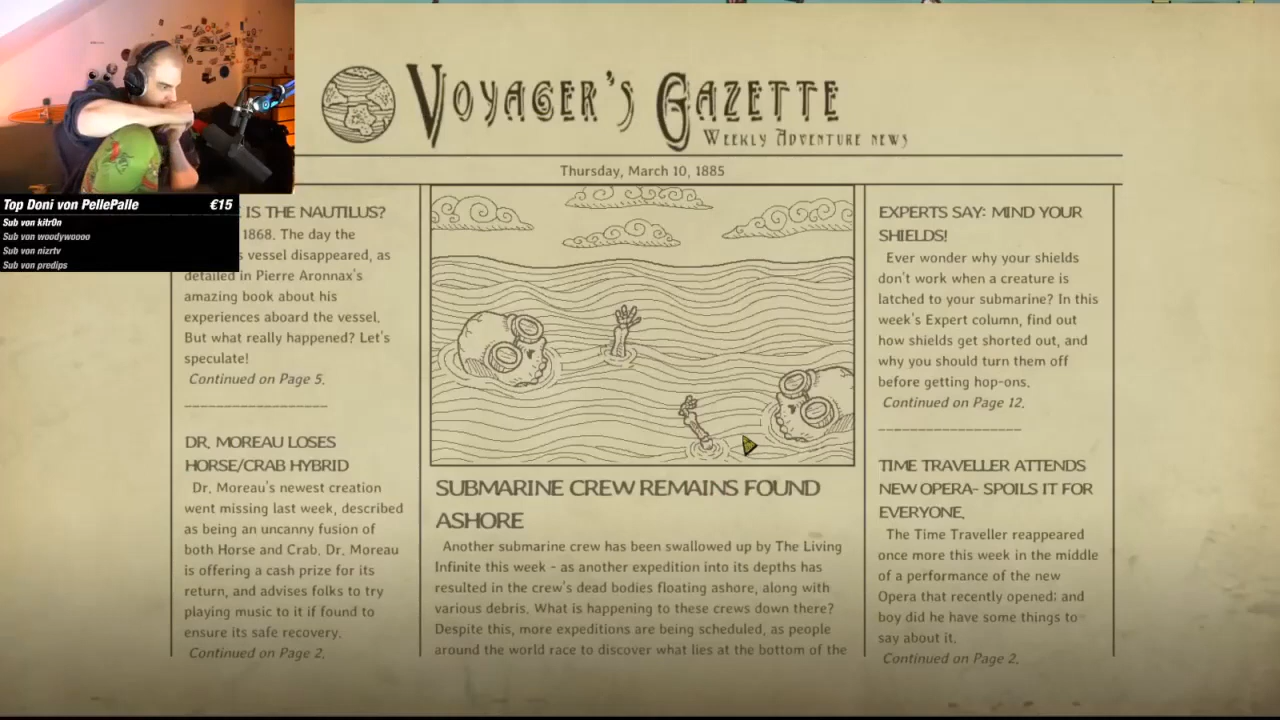 VOYAGER'S GAZETTE
WEEKLY ADVENTURE NEWS
Thursday, March 10, 1885
Top Doni von PellePalle €15
Sub von kitr0n
Sub von woodywoooo
Sub von nizrtv
Sub von predips
IS THE NAUTILUS?
1868. The day the
vessel disappeared, as
detailed in Pierre Aronnax's
amazing book about his
experiences aboard the vessel.
But what really happened? Let's
speculate!
Continued on Page 5.
DR. MOREAU LOSES
HORSE/CRAB HYBRID
Dr. Moreau's newest creation
went missing last week, described
as being an uncanny fusion of
both Horse and Crab. Dr. Moreau
is offering a cash prize for its
return, and advises folks to try
playing music to it if found to
ensure its safe recovery.
Continued on Page 2.
SUBMARINE CREW REMAINS FOUND
ASHORE
Another submarine crew has been swallowed up by The Living
Infinite this week - as another expedition into its depths has
resulted in the crew's dead bodies floating ashore, along with
various debris. What is happening to these crews down there?
Despite this, more expeditions are being scheduled, as people
around the world race to discover what lies at the bottom of the
EXPERTS SAY: MIND YOUR
SHIELDS!
Ever wonder why your shields
don't work when a creature is
latched to your submarine? In this
week's Expert column, find out
how shields get shorted out, and
why you should turn them off
before getting hop-ons.
Continued on Page 12.
TIME TRAVELLER ATTENDS
NEW OPERA- SPOILS IT FOR
EVERYONE.
The Time Traveller reappeared
once more this week in the middle
of a performance of the new
Opera that recently opened; and
boy did he have some things to
say about it.
Continued on Page 2.